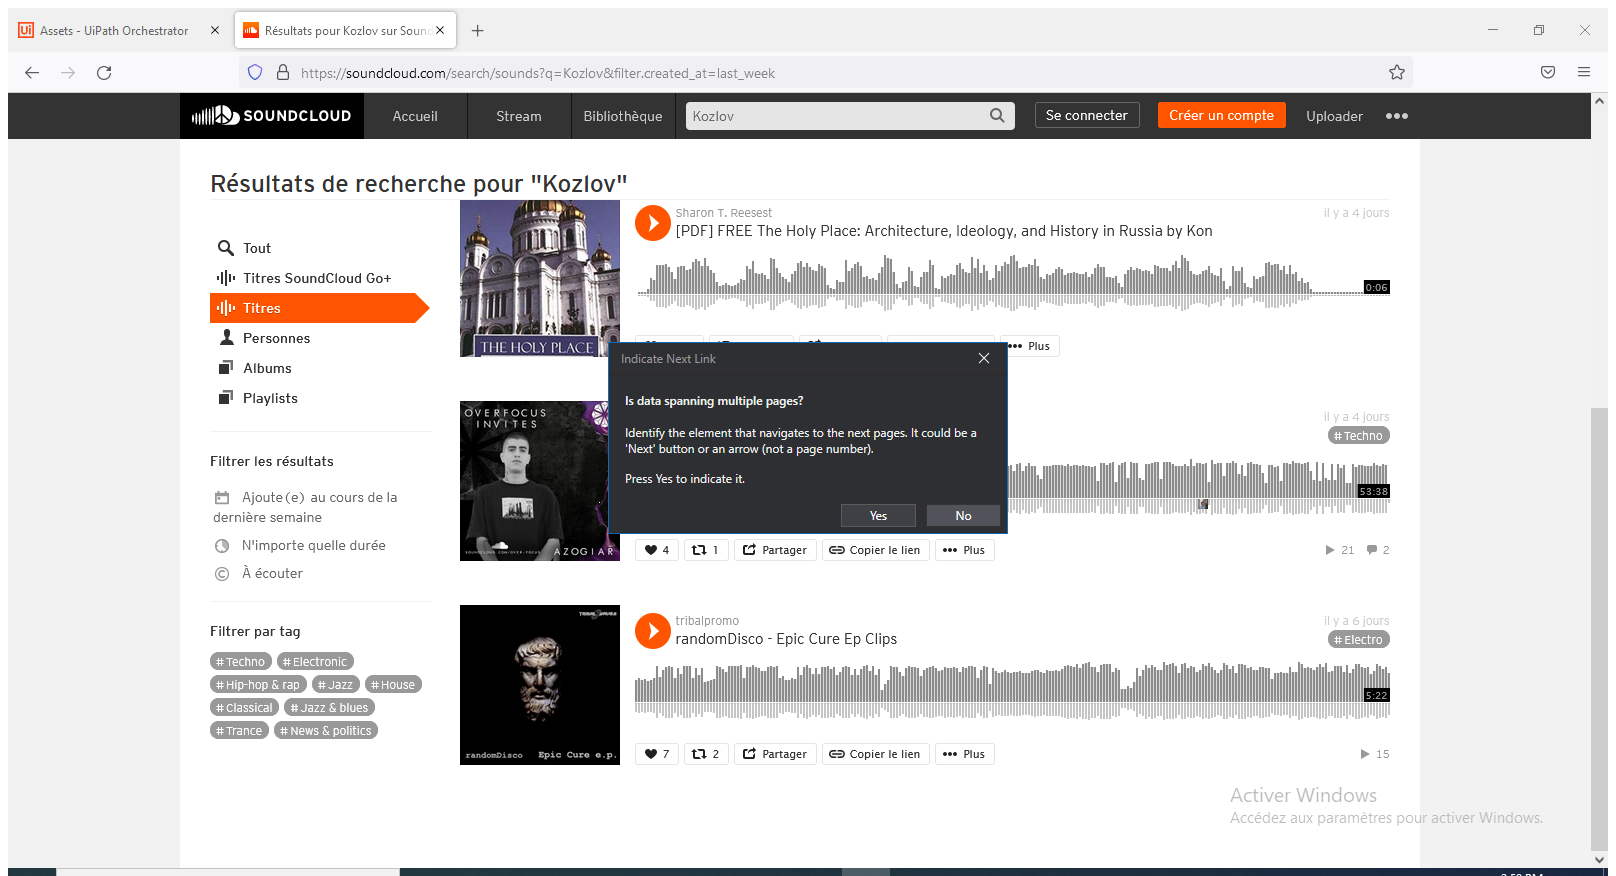 Assets - UiPath Orchestrator
Résultats pour Kozlov sur Sound
https://soundcloud.com/search/sounds?q=Kozlov&filter.created_at=last_week
SOUNDCLOUD
Accueil
Stream
Bibliothèque
Kozlov
Se connecter
Créer un compte
Uploader
Résultats de recherche pour "Kozlov"
Tout
Titres SoundCloud Go+
Titres
Personnes
Albums
Playlists
Filtrer les résultats
Ajouté(e) au cours de la
dernière semaine
N'importe quelle durée
À écouter
Filtrer par tag
# Techno
# Electronic
# Hip-hop & rap
# Jazz
# House
# Classical
# Jazz & blues
# Trance
# News & politics
THE HOLY PLACE
Sharon T. Reesest
il y a 4 jours
[PDF] FREE The Holy Place: Architecture, Ideology, and History in Russia by Kon
0:06
Plus
Indicate Next Link
Is data spanning multiple pages?
Identify the element that navigates to the next pages. It could be a
'Next' button or an arrow (not a page number).
Press Yes to indicate it.
Yes
No
OVERFOCUS
INVITES
SOUNDCLOUD.COM/OVER-FOCUS
AZOGIAR
il y a 4 jours
# Techno
53:38
4
1
Partager
Copier le lien
Plus
21
2
randomDisco
Epic Cure e.p.
tribalpromo
il y a 6 jours
randomDisco - Epic Cure Ep Clips
# Electro
5:22
7
2
Partager
Copier le lien
Plus
15
Activer Windows
Accédez aux paramètres pour activer Windows.